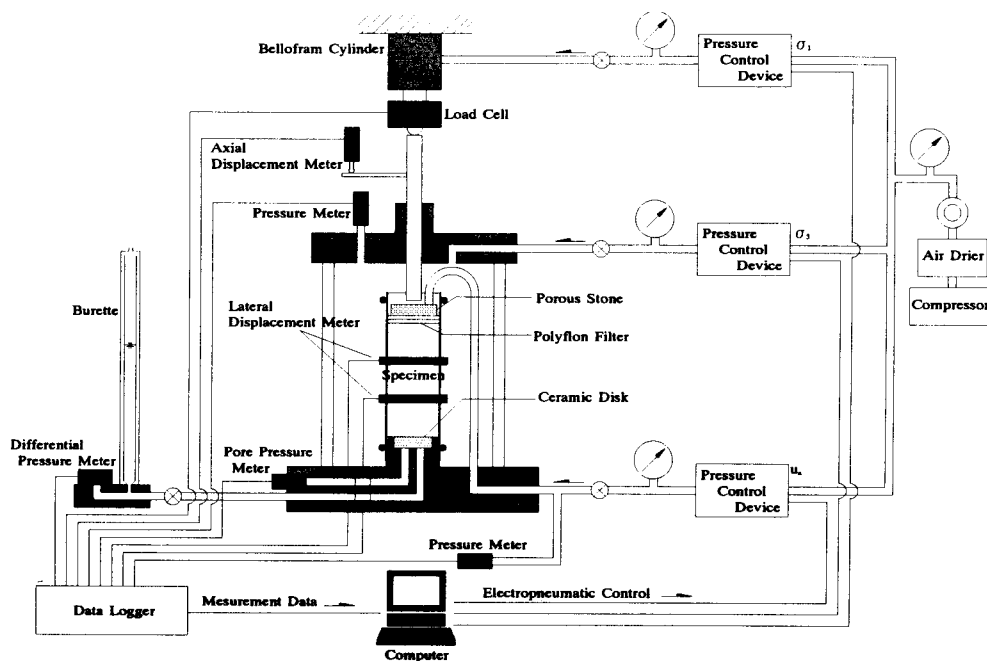 Bellofram Cylinder
Pressure
Control
Device
σ₁
Load Cell
Axial
Displacement Meter
Pressure Meter
Pressure
Control
Device
σ₃
Air Drier
Compressor
Burette
Lateral
Displacement Meter
Porous Stone
Polyflon Filter
Specimen
Ceramic Disk
Differential
Pressure Meter
Pore Pressure
Meter
Pressure
Control
Device
uₐ
Pressure Meter
Data Logger
Mesurement Data
Electropneumatic Control
Computer